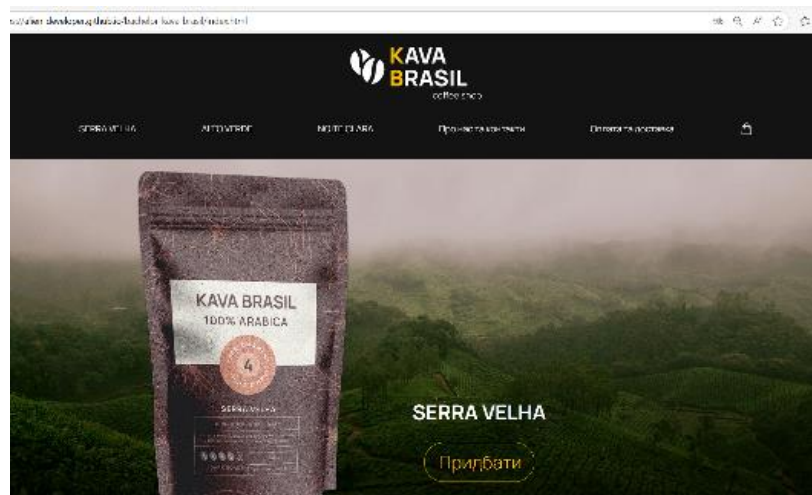 KAVA
BRASIL
coffee shop
SERRA VELHA
ALTO VERDE
NOITE CLARA
Про нас та контакти
Оплата та доставка
KAVA BRASIL
100% ARABICA
4
SERRA VELHA
SERRA VELHA
Придбати